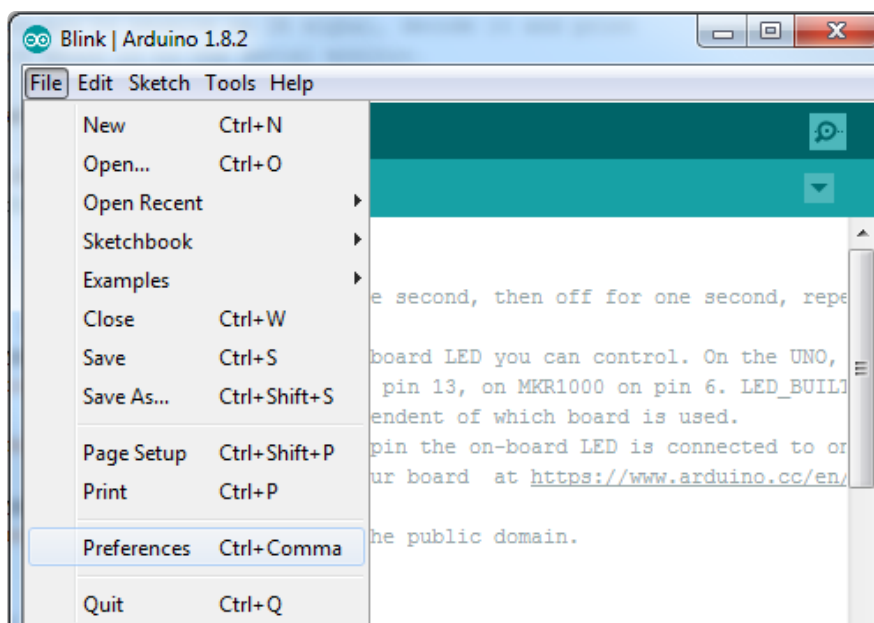 Blink | Arduino 1.8.2
File Edit Sketch Tools Help
New Ctrl+N
Open... Ctrl+O
Open Recent
Sketchbook
Examples
Close Ctrl+W
Save Ctrl+S
Save As... Ctrl+Shift+S
Page Setup Ctrl+Shift+P
Print Ctrl+P
Preferences Ctrl+Comma
Quit Ctrl+Q
e second, then off for one second, repe
board LED you can control. On the UNO,
pin 13, on MKR1000 on pin 6. LED_BUILT
endent of which board is used.
pin the on-board LED is connected to on
ur board at https://www.arduino.cc/en/
he public domain.